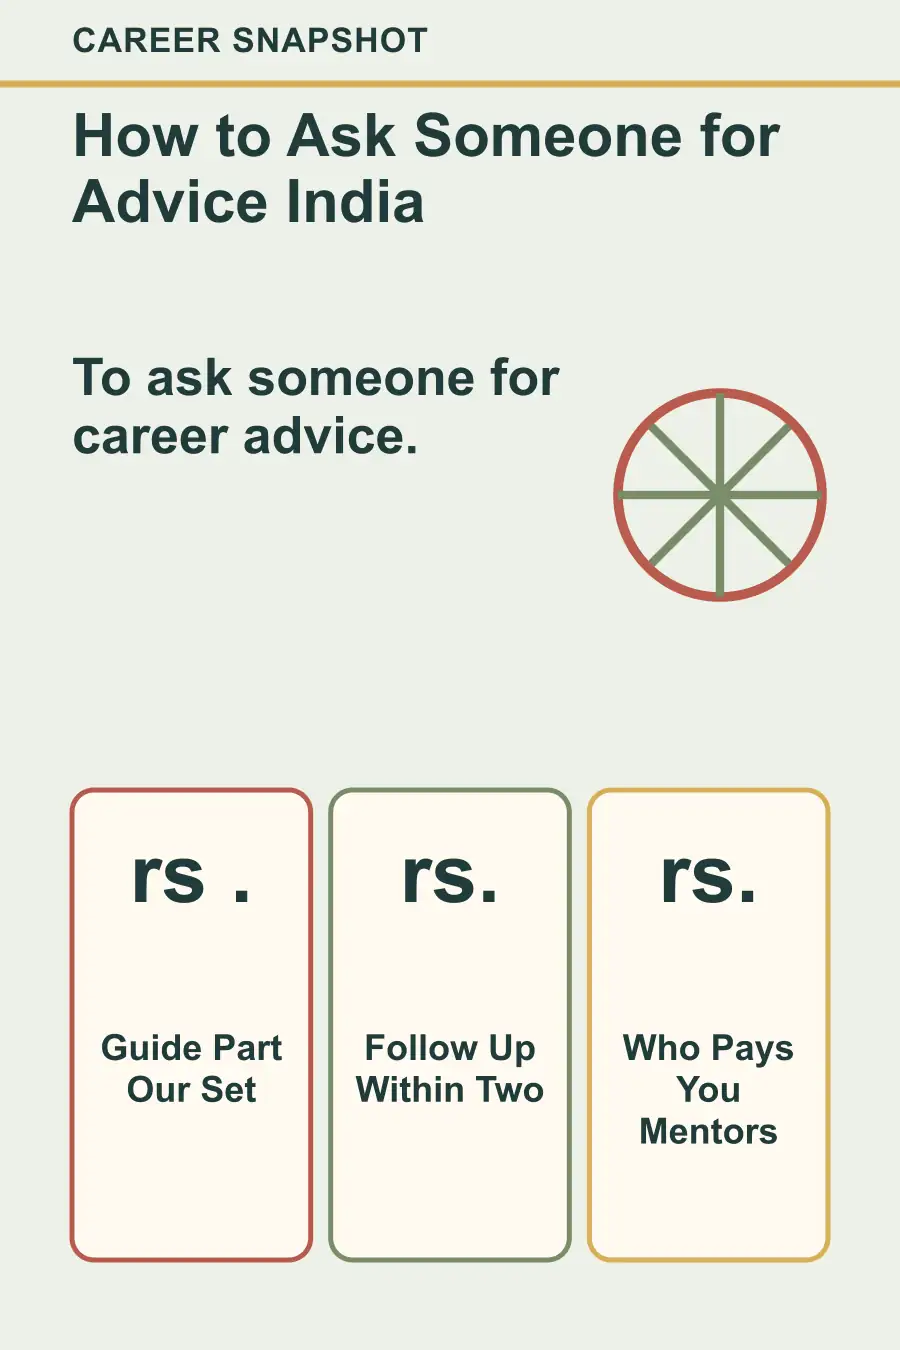 CAREER SNAPSHOT
How to Ask Someone for
Advice India
To ask someone for
career advice.
rs .
Guide Part
Our Set
rs.
Follow Up
Within Two
rs.
Who Pays
You
Mentors